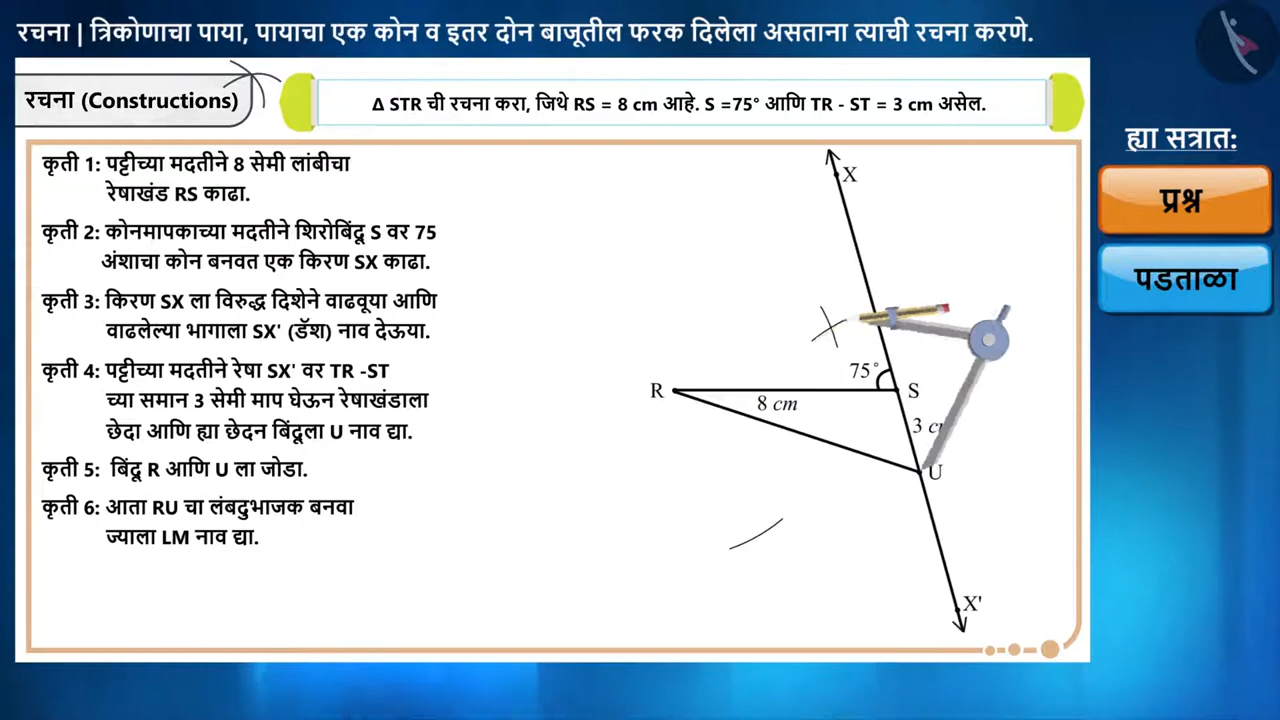 रचना | त्रिकोणाचा पाया, पायाचा एक कोन व इतर दोन बाजूतील फरक दिलेला असताना त्याची रचना करणे.
रचना (Constructions)
Δ STR ची रचना करा, जिथे RS = 8 cm आहे. S =75° आणि TR - ST = 3 cm असेल.
ह्या सत्रात:
प्रश्न
पडताळा
कृती 1: पट्टीच्या मदतीने 8 सेमी लांबीचा
रेषाखंड RS काढा.
कृती 2: कोनमापकाच्या मदतीने शिरोबिंदू S वर 75
अंशाचा कोन बनवत एक किरण SX काढा.
कृती 3: किरण SX ला विरुद्ध दिशेने वाढवूया आणि
वाढलेल्या भागाला SX' (डॅश) नाव देऊया.
कृती 4: पट्टीच्या मदतीने रेषा SX' वर TR -ST
च्या समान 3 सेमी माप घेऊन रेषाखंडाला
छेदा आणि ह्या छेदन बिंदूला U नाव द्या.
कृती 5: बिंदू R आणि U ला जोडा.
कृती 6: आता RU चा लंबदुभाजक बनवा
ज्याला LM नाव द्या.
X
75°
R
S
8 cm
3
U
X'